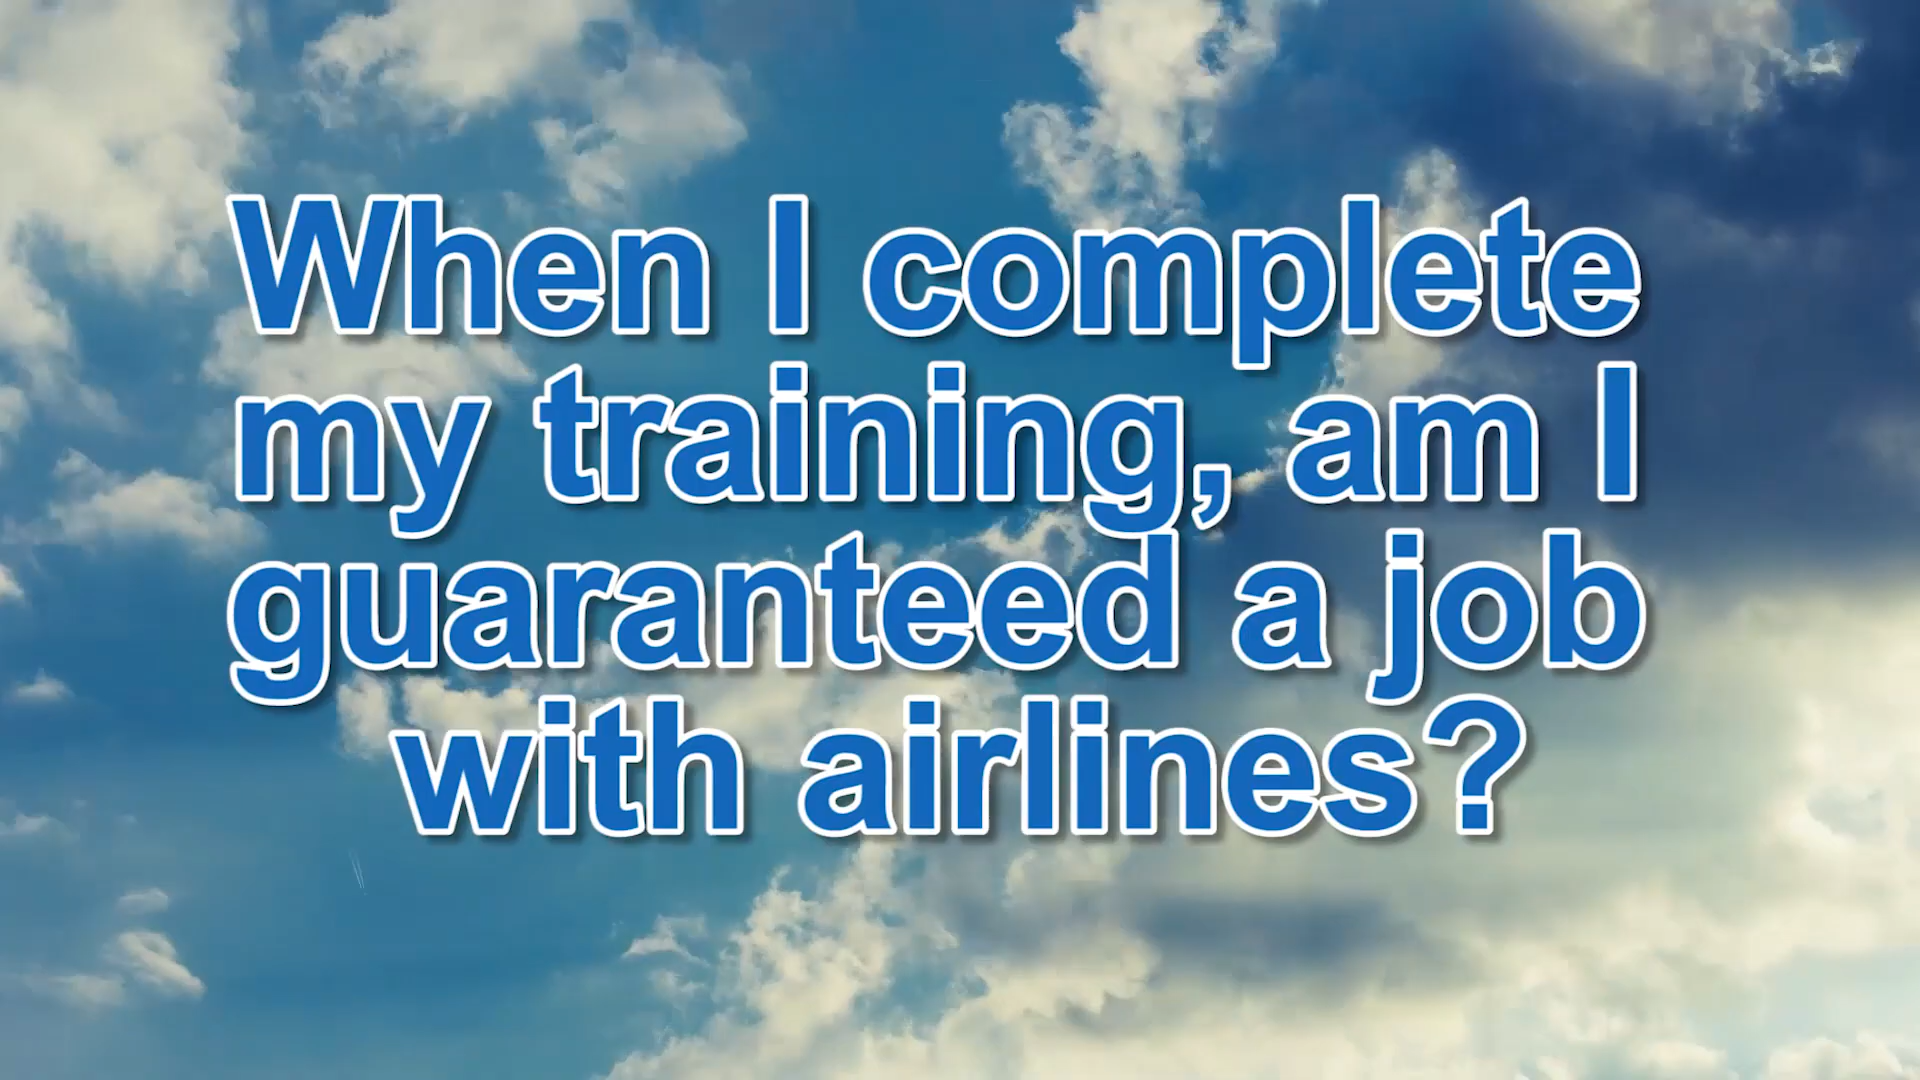 When I complete
my training, am I
guaranteed a job
with airlines?